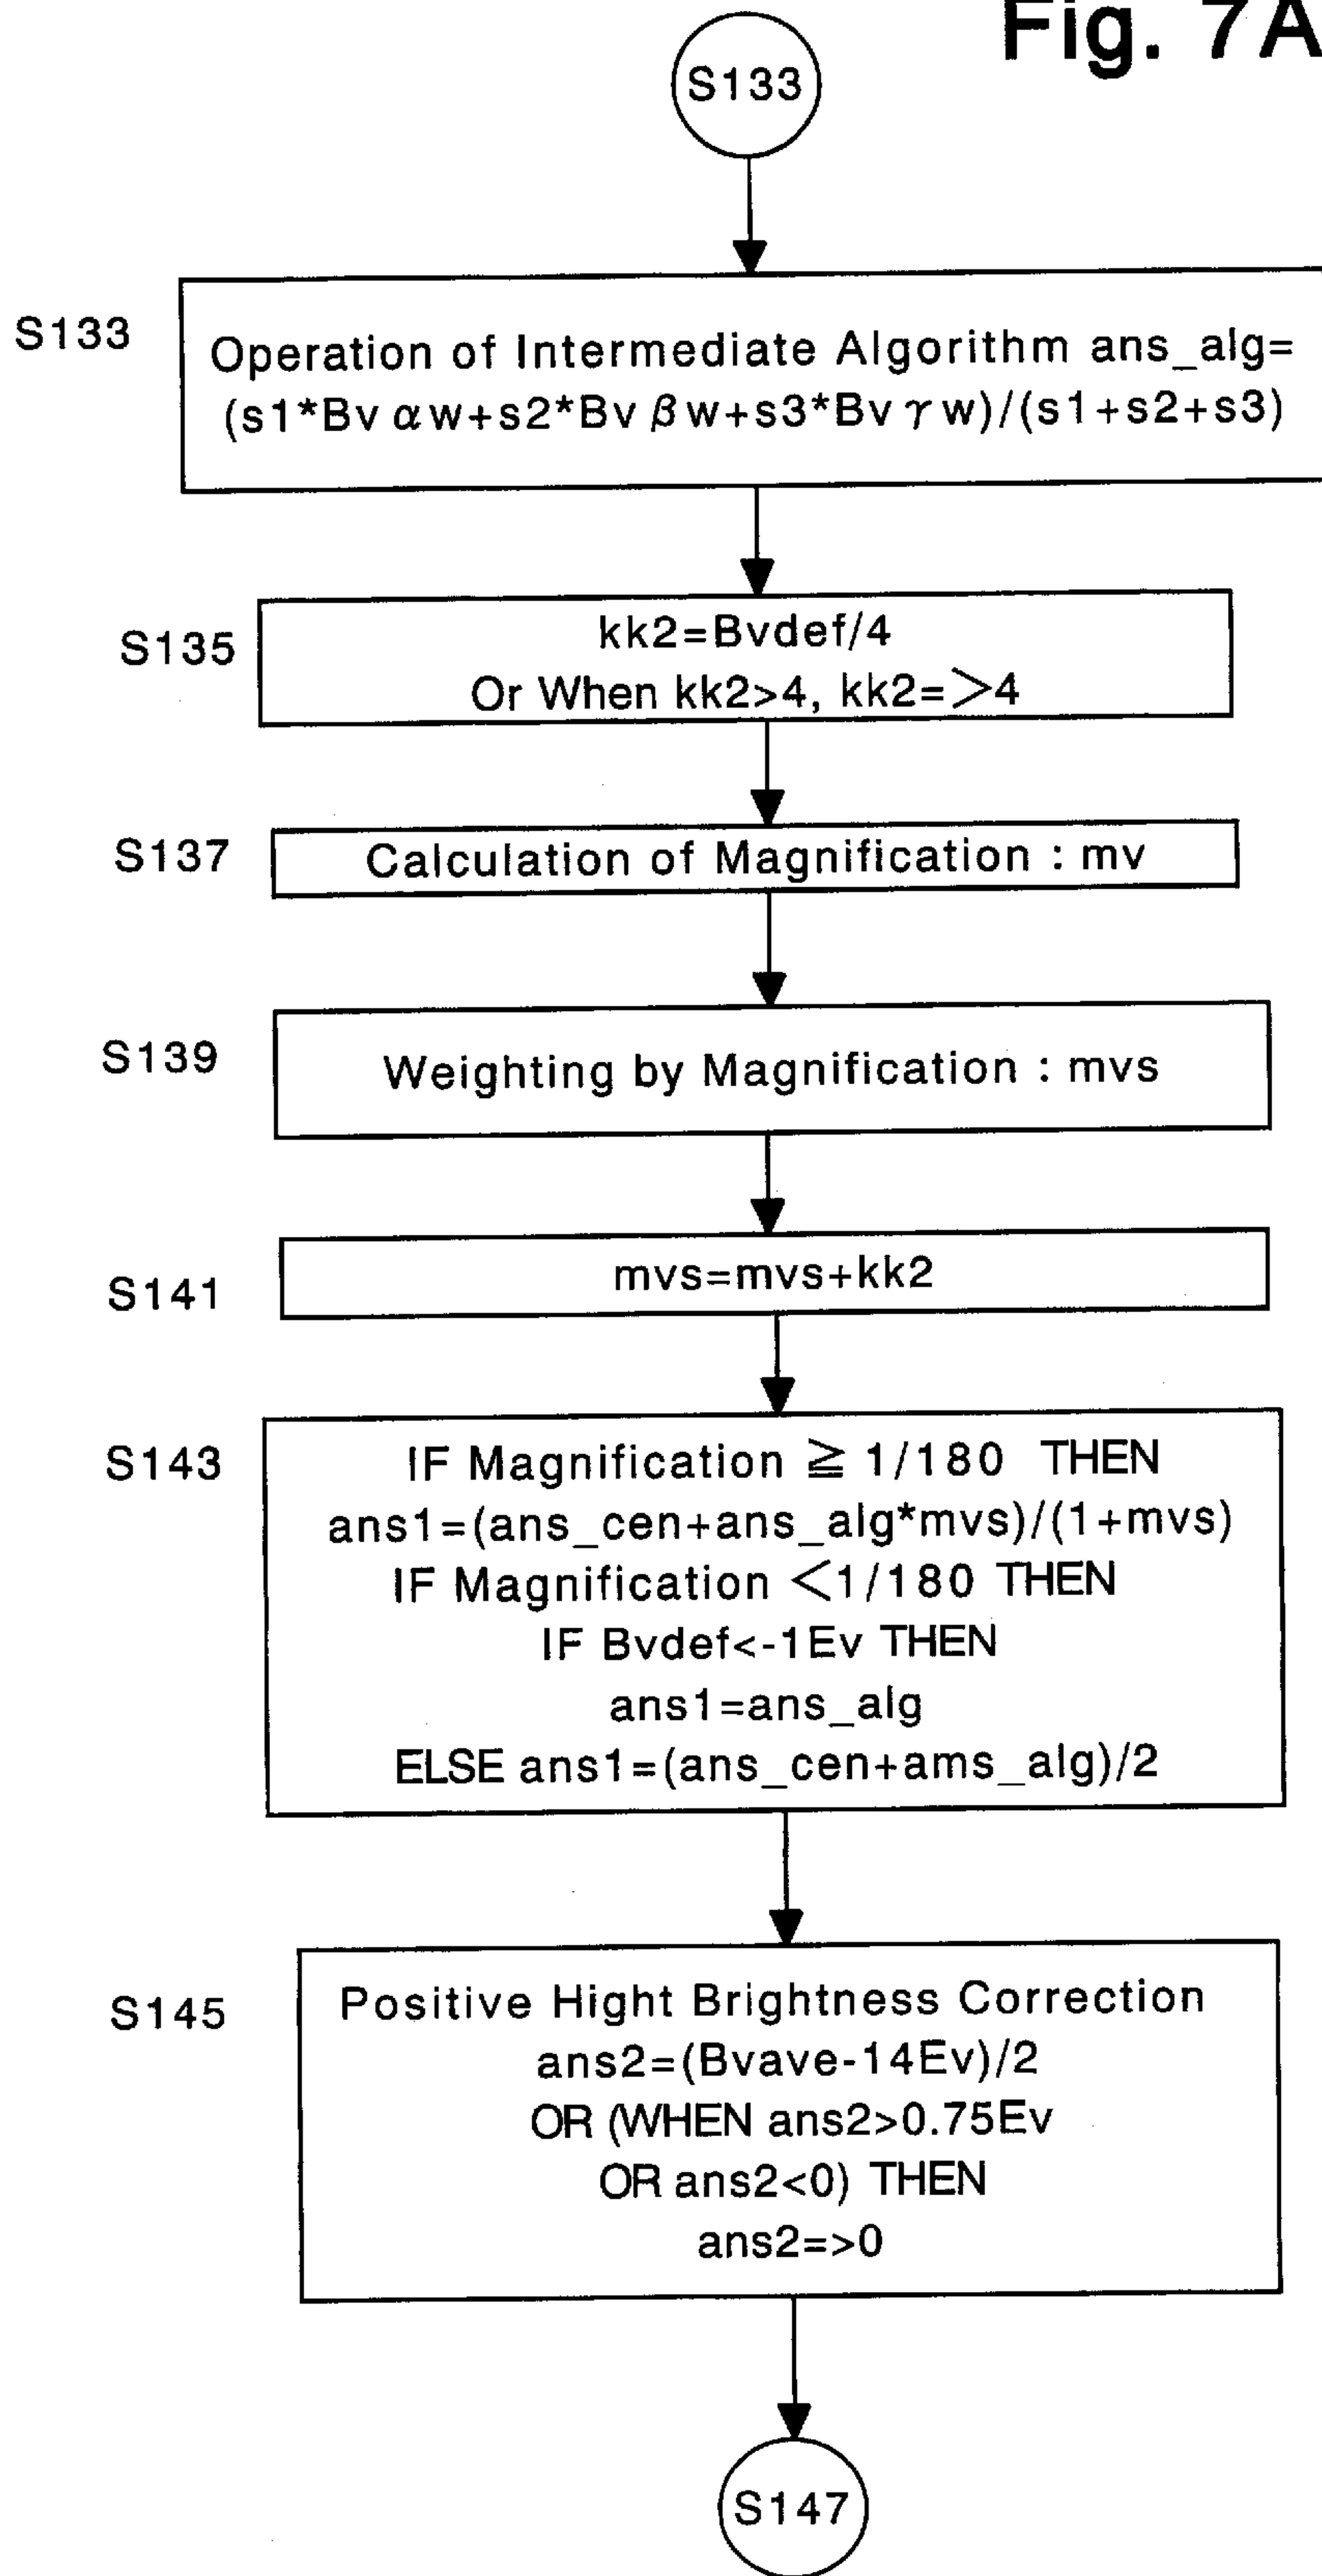 Fig. 7A
S133
S133
Operation of Intermediate Algorithm ans_alg=
(s1*Bv α w+s2*Bv β w+s3*Bv γ w)/(s1+s2+s3)
S135
kk2=Bvdef/4
Or When kk2>4, kk2=>4
S137
Calculation of Magnification : mv
S139
Weighting by Magnification : mvs
S141
mvs=mvs+kk2
S143
IF Magnification ≧ 1/180 THEN
ans1=(ans_cen+ans_alg*mvs)/(1+mvs)
IF Magnification <1/180 THEN
IF Bvdef<-1Ev THEN
ans1=ans_alg
ELSE ans1=(ans_cen+ams_alg)/2
S145
Positive Hight Brightness Correction
ans2=(Bvave-14Ev)/2
OR (WHEN ans2>0.75Ev
OR ans2<0) THEN
ans2=>0
S147